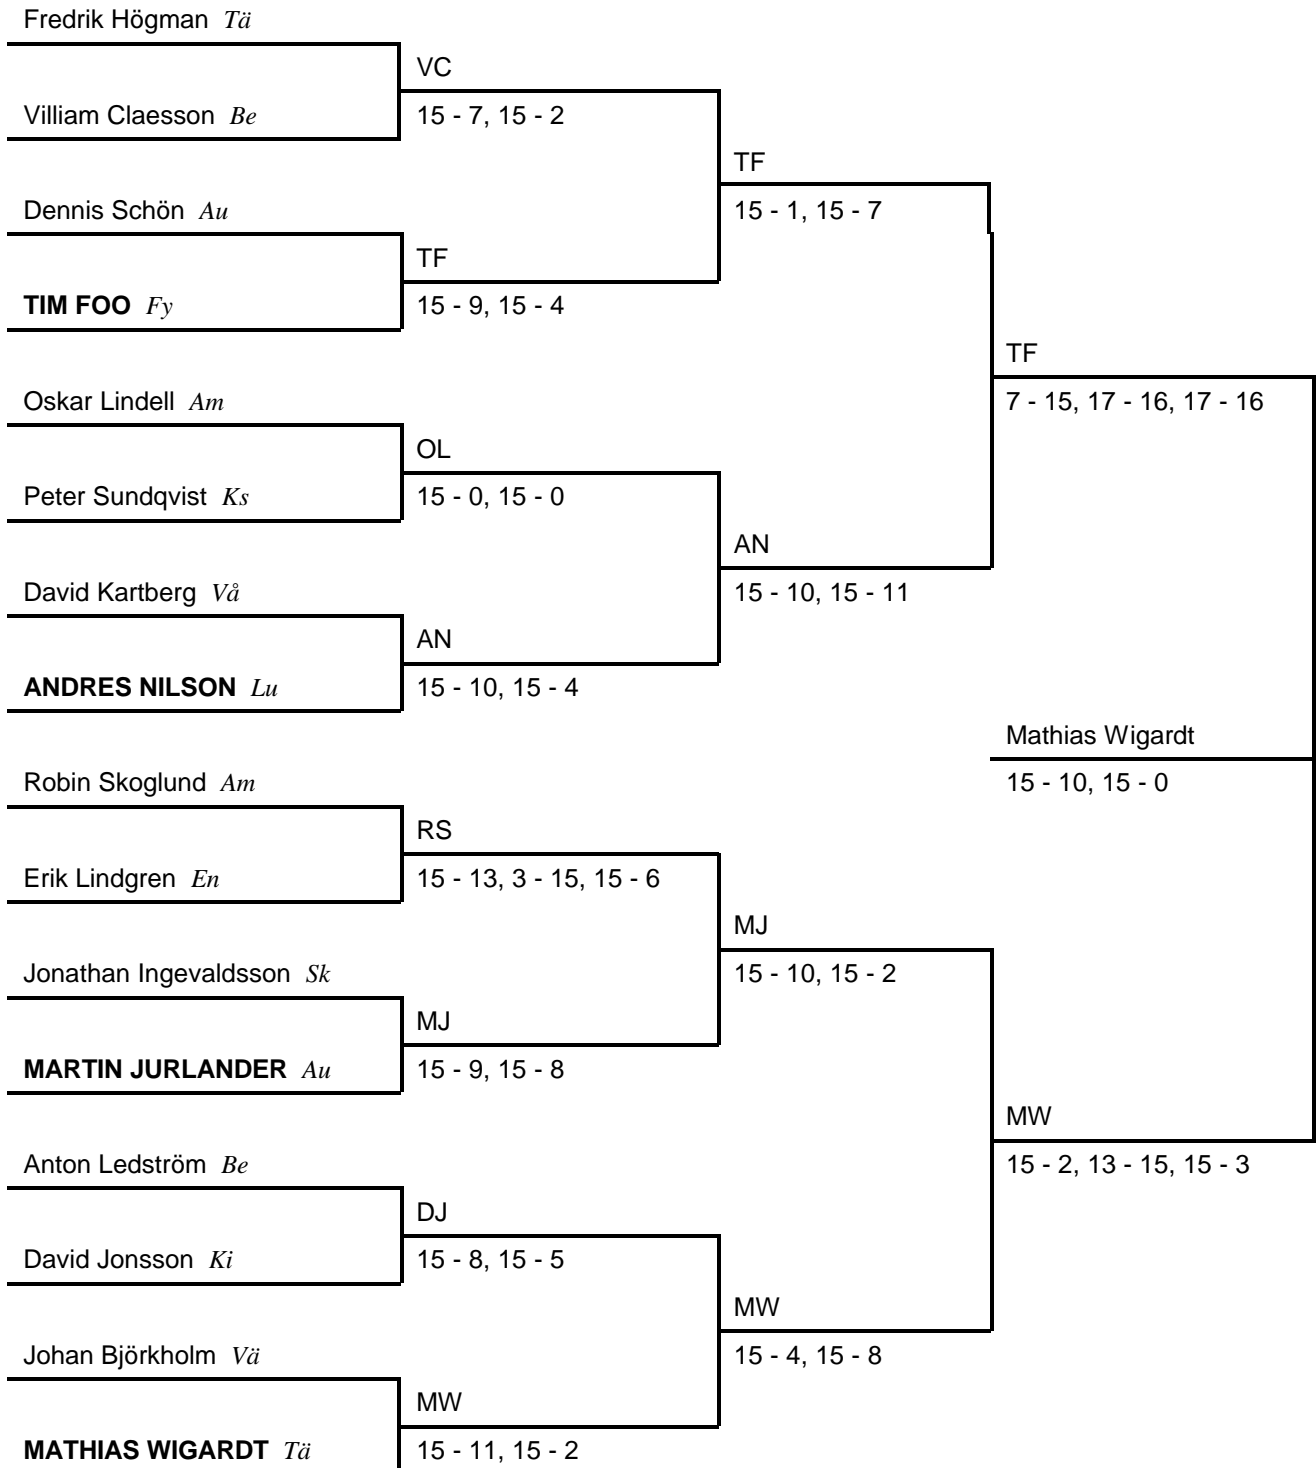 Fredrik Högman Tä
VC
Villiam Claesson Be
15 - 7, 15 - 2
TF
Dennis Schön Au
15 - 1, 15 - 7
TF
TIM FOO Fy
15 - 9, 15 - 4
TF
Oskar Lindell Am
7 - 15, 17 - 16, 17 - 16
OL
Peter Sundqvist Ks
15 - 0, 15 - 0
AN
David Kartberg Vå
15 - 10, 15 - 11
AN
ANDRES NILSON Lu
15 - 10, 15 - 4
Mathias Wigardt
Robin Skoglund Am
15 - 10, 15 - 0
RS
Erik Lindgren En
15 - 13, 3 - 15, 15 - 6
MJ
Jonathan Ingevaldsson Sk
15 - 10, 15 - 2
MJ
MARTIN JURLANDER Au
15 - 9, 15 - 8
MW
Anton Ledström Be
15 - 2, 13 - 15, 15 - 3
DJ
David Jonsson Ki
15 - 8, 15 - 5
MW
Johan Björkholm Vä
15 - 4, 15 - 8
MW
MATHIAS WIGARDT Tä
15 - 11, 15 - 2